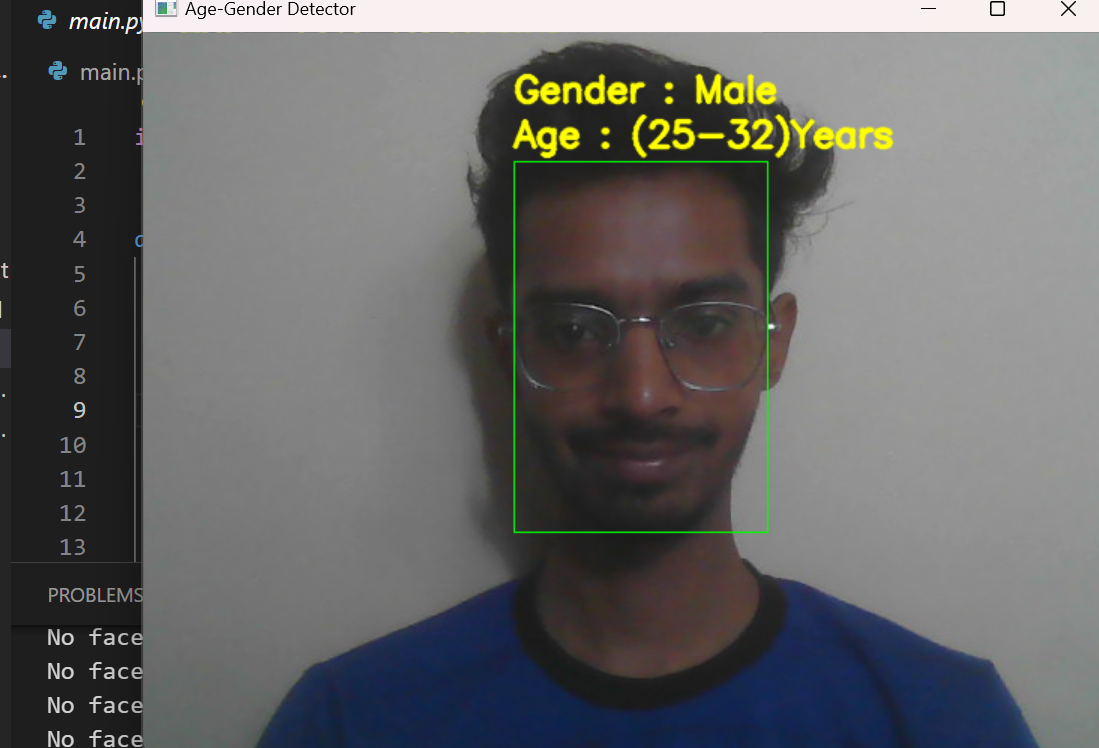 main.py
Age-Gender Detector
main.p
Gender : Male
Age : (25-32)Years
1
2
3
4
5
6
7
8
9
10
11
12
13
PROBLEMS
No face
No face
No face
No face